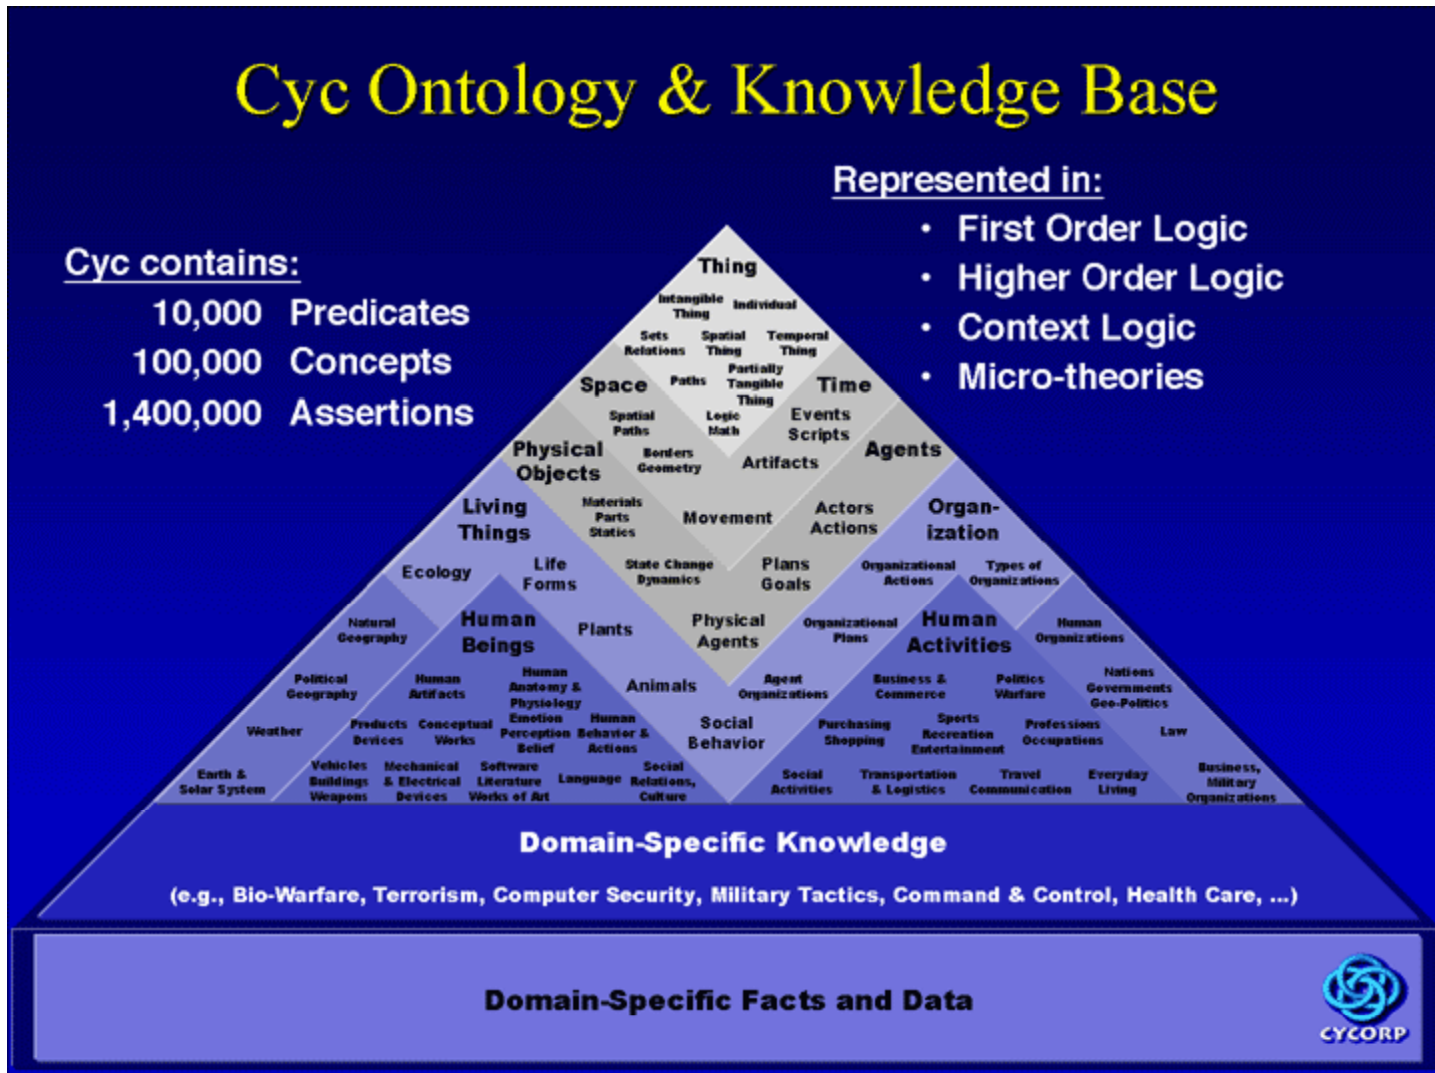 Cyc Ontology & Knowledge Base
Cyc contains:
10,000 Predicates
100,000 Concepts
1,400,000 Assertions
Represented in:
• First Order Logic
• Higher Order Logic
• Context Logic
• Micro-theories
Thing
Intangible
Thing
Individual
Sets
Relations
Spatial
Thing
Temporal
Thing
Space
Paths
Partially
Tangible
Thing
Time
Spatial
Paths
Logic
Math
Events
Scripts
Physical
Objects
Borders
Geometry
Artifacts
Agents
Living
Things
Materials
Parts
Statics
Movement
Actors
Actions
Organ-
ization
Ecology
Life
Forms
State Change
Dynamics
Plans
Goals
Organizational
Actions
Types of
Organizations
Natural
Geography
Human
Beings
Plants
Physical
Agents
Organizational
Plans
Human
Activities
Human
Organizations
Political
Geography
Human
Artifacts
Human
Anatomy &
Physiology
Animals
Agent
Organizations
Business &
Commerce
Politics
Warfare
Nations
Governments
Geo-Politics
Weather
Products
Devices
Conceptual
Works
Emotion
Perception
Belief
Human
Behavior &
Actions
Social
Behavior
Purchasing
Shopping
Sports
Recreation
Entertainment
Professions
Occupations
Law
Earth &
Solar System
Vehicles
Buildings
Weapons
Mechanical
& Electrical
Devices
Software
Literature
Works of Art
Language
Social
Relations,
Culture
Social
Activities
Transportation
& Logistics
Travel
Communication
Everyday
Living
Business,
Military
Organizations
Domain-Specific Knowledge
(e.g., Bio-Warfare, Terrorism, Computer Security, Military Tactics, Command & Control, Health Care, ...)
Domain-Specific Facts and Data
CYCORP